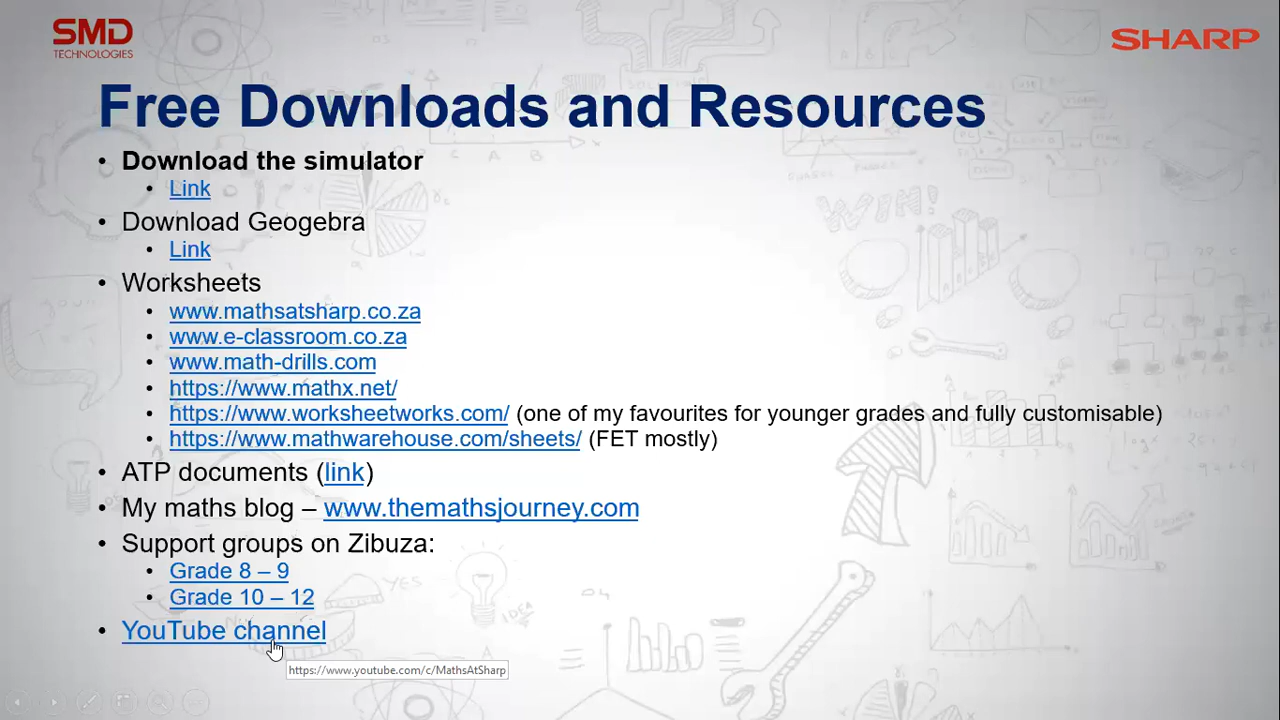 SMD
TECHNOLOGIES
SHARP
Free Downloads and Resources
• Download the simulator
• Link
• Download Geogebra
• Link
• Worksheets
• www.mathsatsharp.co.za
• www.e-classroom.co.za
• www.math-drills.com
• https://www.mathx.net/
• https://www.worksheetworks.com/ (one of my favourites for younger grades and fully customisable)
• https://www.mathwarehouse.com/sheets/ (FET mostly)
• ATP documents (link)
• My maths blog – www.themathsjourney.com
• Support groups on Zibuza:
• Grade 8 – 9
• Grade 10 – 12
• YouTube channel
https://www.youtube.com/c/MathsAtSharp
WIN!
YES
IDEA